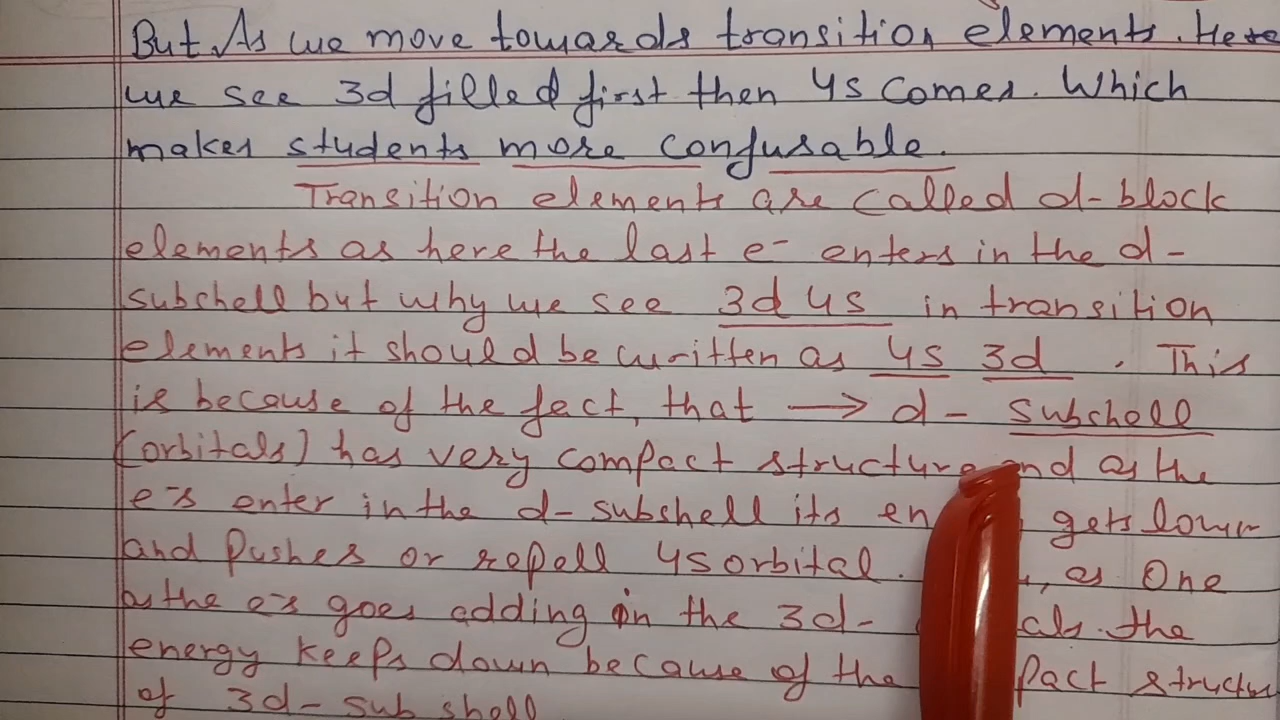 But As we move towards transition elements. Here
we see 3d filled first then 4s comes. Which
makes students more confusable.
Transition elements are called d-block
elements as here the last e- enters in the d-
subshell but why we see 3d 4s in transition
elements it should be written as 4s 3d . This
is because of the fact, that → d- subshell
(orbitals) has very compact structure and as the
e-s enter in the d-subshell its en gets lower
and pushes or repell 4s orbital. , as One
by the e-s goes adding in the 3d- als. the
energy keeps down because of the pact structu
of 3d-sub shell